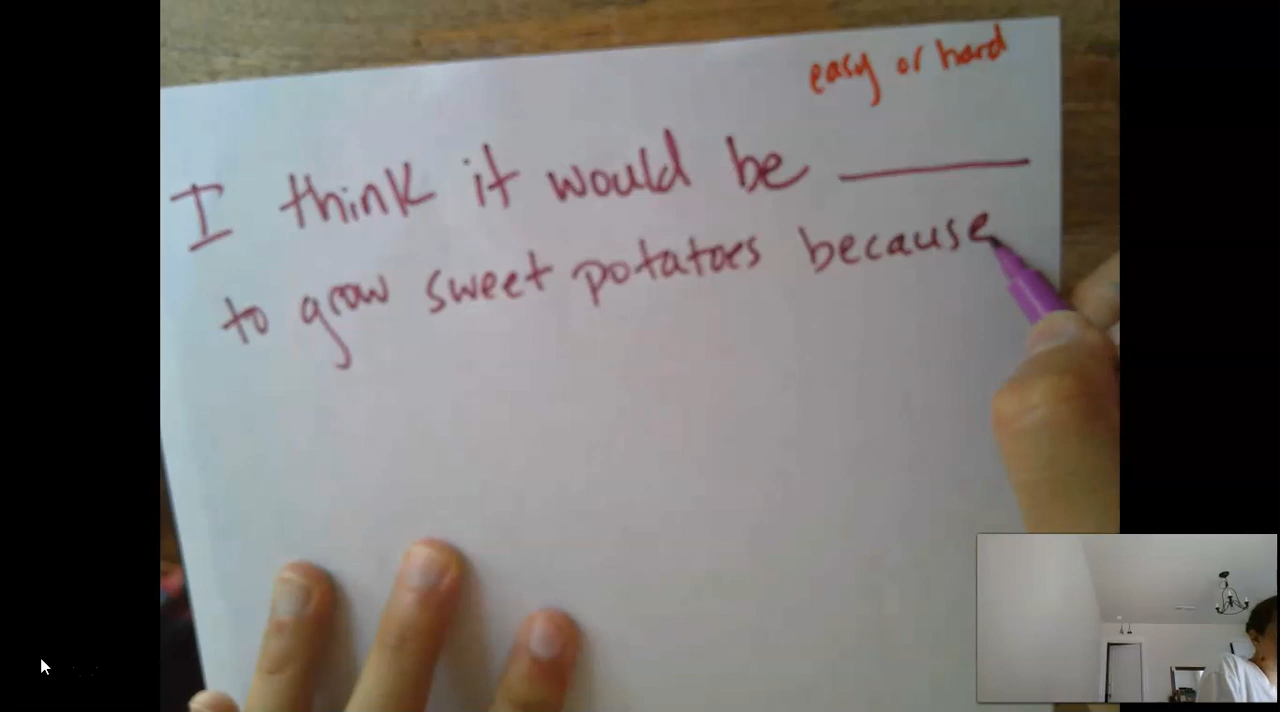 easy or hard
I think it would be ______
to grow sweet potatoes because